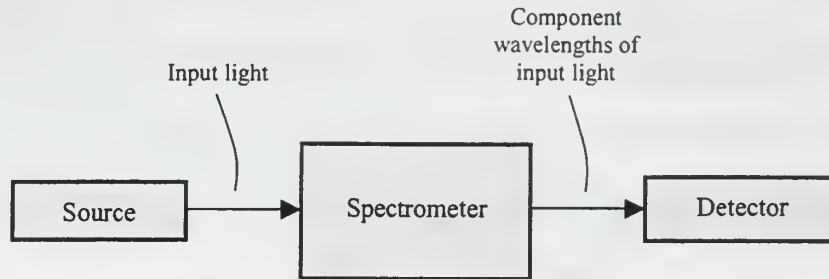 Component
wavelengths of
input light
Input light
Source
Spectrometer
Detector